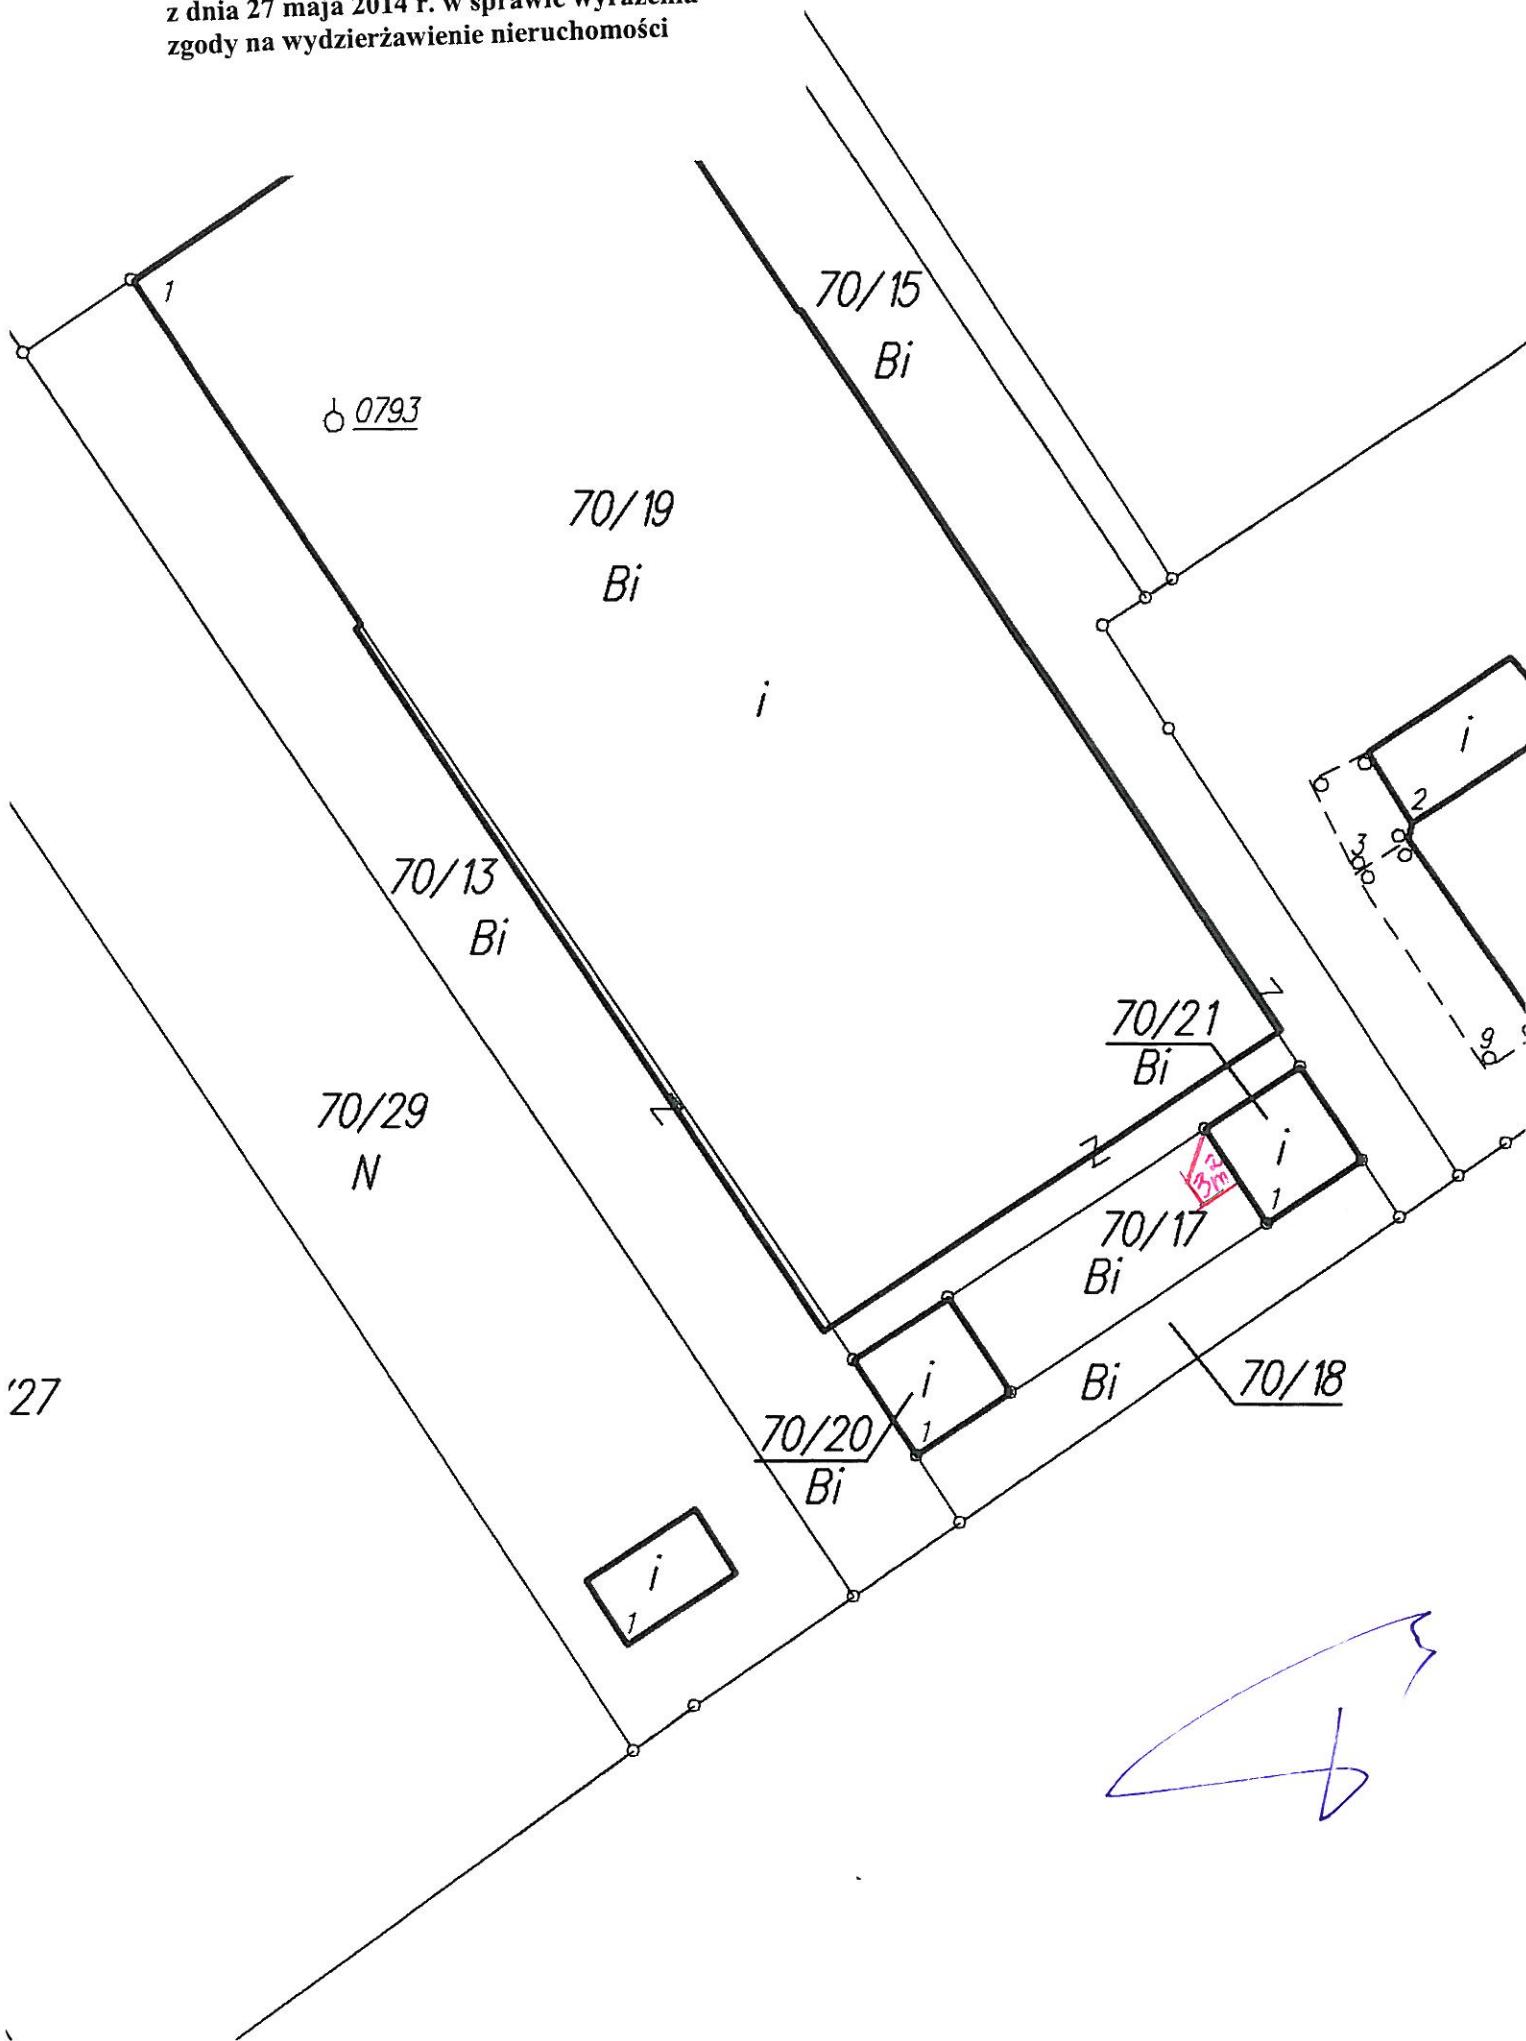 z dnia 27 maja 2014 r. w sprawie wyrażenia
zgody na wydzierżawienie nieruchomości
70/15
Bi
1
0793
70/19
Bi
i
i
2
3
70/13
Bi
9
70/21
Bi
70/29
N
i
3m²
1
70/17
Bi
i
Bi
70/18
'27
1
70/20
Bi
i
1